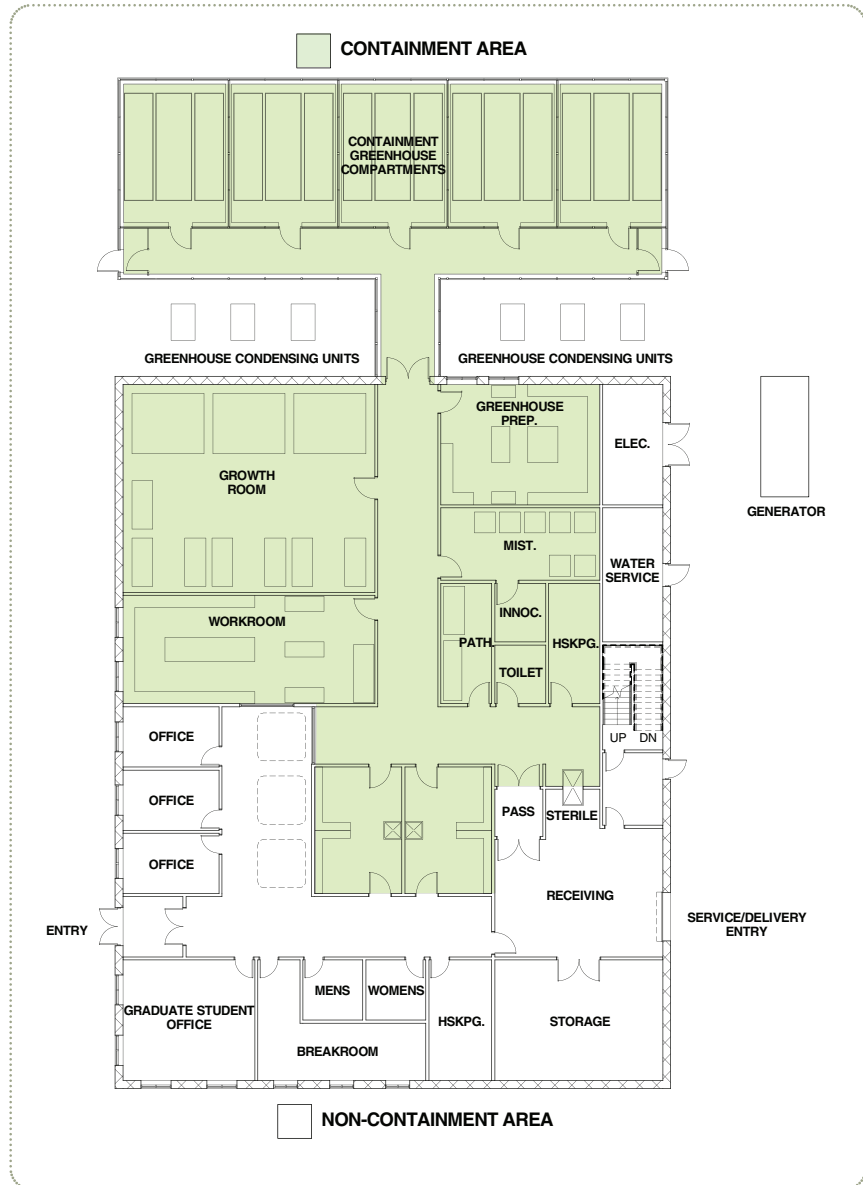 CONTAINMENT AREA
CONTAINMENT
GREENHOUSE
COMPARTMENTS
GREENHOUSE CONDENSING UNITS
GREENHOUSE CONDENSING UNITS
GREENHOUSE
PREP.
ELEC.
GROWTH
ROOM
GENERATOR
MIST.
WATER
SERVICE
INNOC.
WORKROOM
PATH.
HSKPG.
TOILET
OFFICE
UP
DN
OFFICE
PASS
STERILE
OFFICE
RECEIVING
ENTRY
SERVICE/DELIVERY
ENTRY
MENS
WOMENS
GRADUATE STUDENT
OFFICE
HSKPG.
STORAGE
BREAKROOM
NON-CONTAINMENT AREA